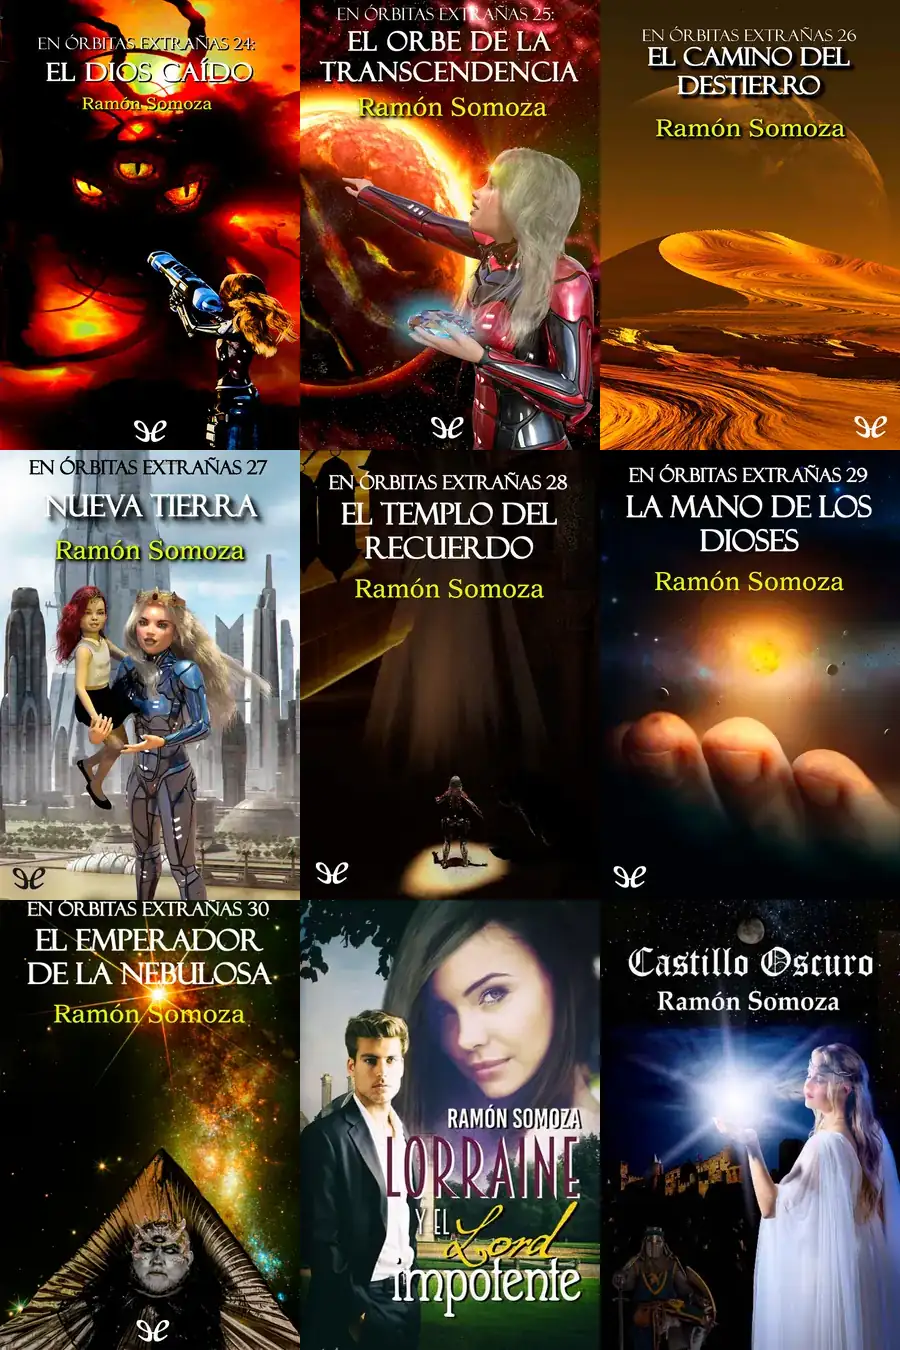 EN ÓRBITAS EXTRAÑAS 24:
EL DIOS CAÍDO
Ramón Somoza
EN ÓRBITAS EXTRAÑAS 25:
EL ORBE DE LA
TRANSCENDENCIA
Ramón Somoza
EN ÓRBITAS EXTRAÑAS 26
EL CAMINO DEL
DESTIERRO
Ramón Somoza
EN ÓRBITAS EXTRAÑAS 27
NUEVA TIERRA
Ramón Somoza
EN ÓRBITAS EXTRAÑAS 28
EL TEMPLO DEL
RECUERDO
Ramón Somoza
EN ÓRBITAS EXTRAÑAS 29
LA MANO DE LOS
DIOSES
Ramón Somoza
EN ÓRBITAS EXTRAÑAS 30
EL EMPERADOR
DE LA NEBULOSA
Ramón Somoza
RAMÓN SOMOZA
LORRAINE
Y EL Lord
impotente
Castillo Oscuro
Ramón Somoza